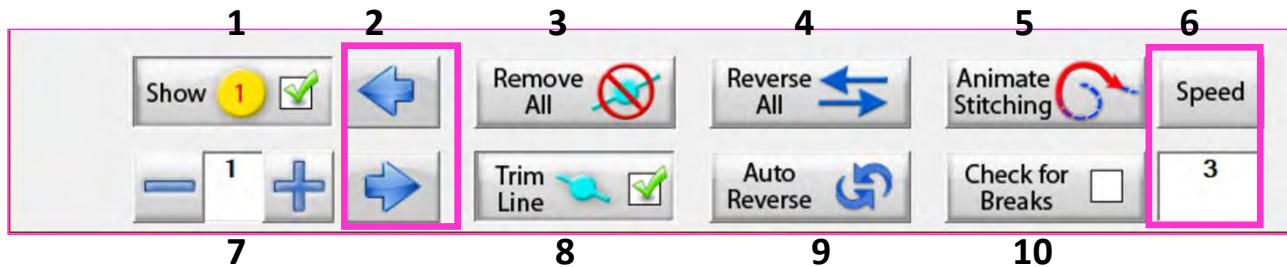 1 2 3 4 5 6
Show 1
Remove All
Reverse All
Animate Stitching
Speed
1
Trim Line
Auto Reverse
Check for Breaks
3
7 8 9 10